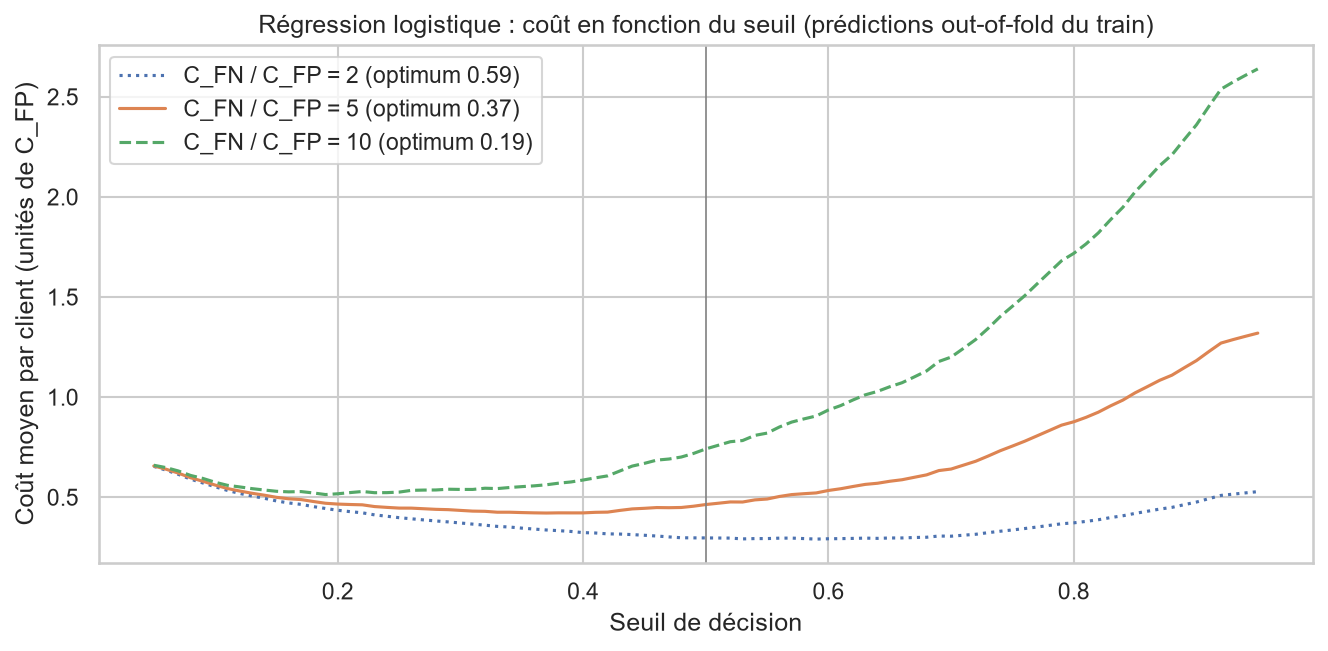 Régression logistique : coût en fonction du seuil (prédictions out-of-fold du train)
C_FN / C_FP = 2 (optimum 0.59)
C_FN / C_FP = 5 (optimum 0.37)
C_FN / C_FP = 10 (optimum 0.19)
Coût moyen par client (unités de C_FP)
2.5
2.0
1.5
1.0
0.5
0.2
0.4
0.6
0.8
Seuil de décision